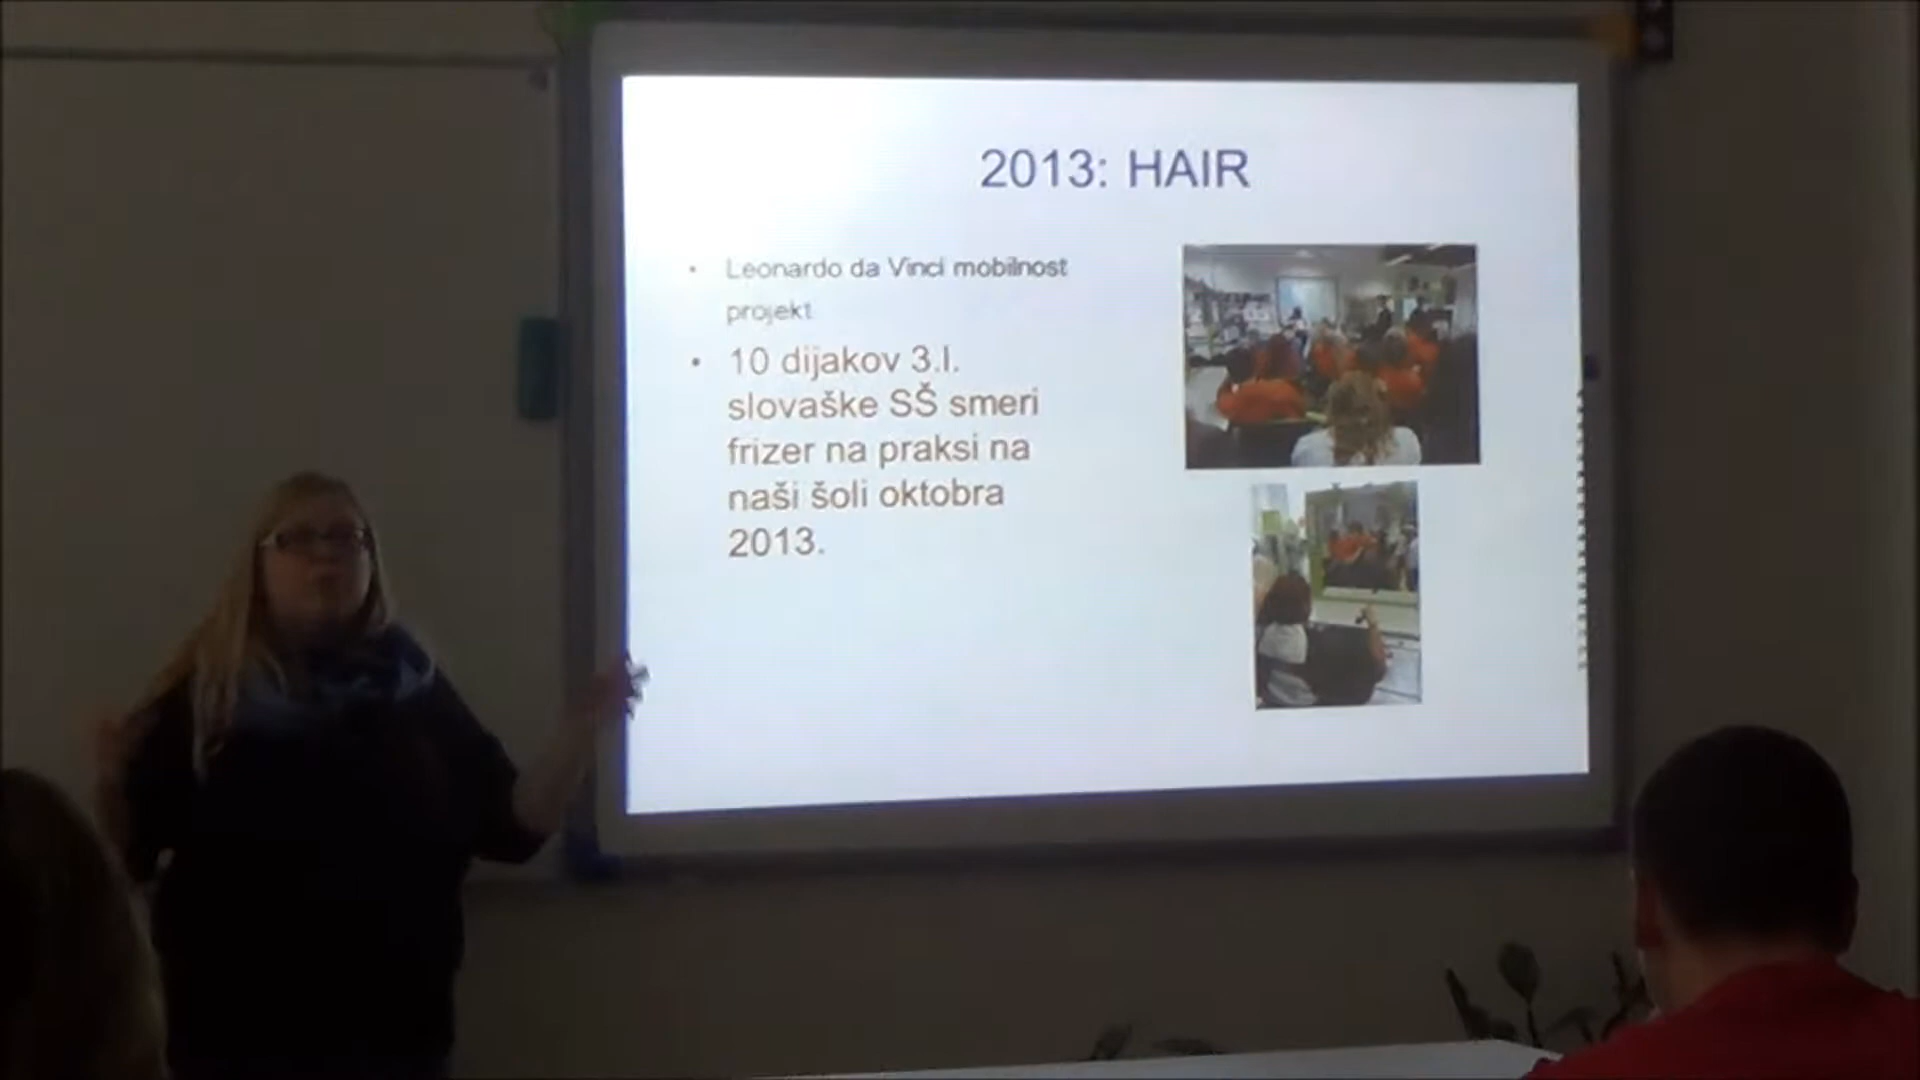 2013: HAIR
• Leonardo da Vinci mobilnost
projekt
• 10 dijakov 3.l.
slovaške SŠ smeri
frizer na praksi na
naši šoli oktobra
2013.